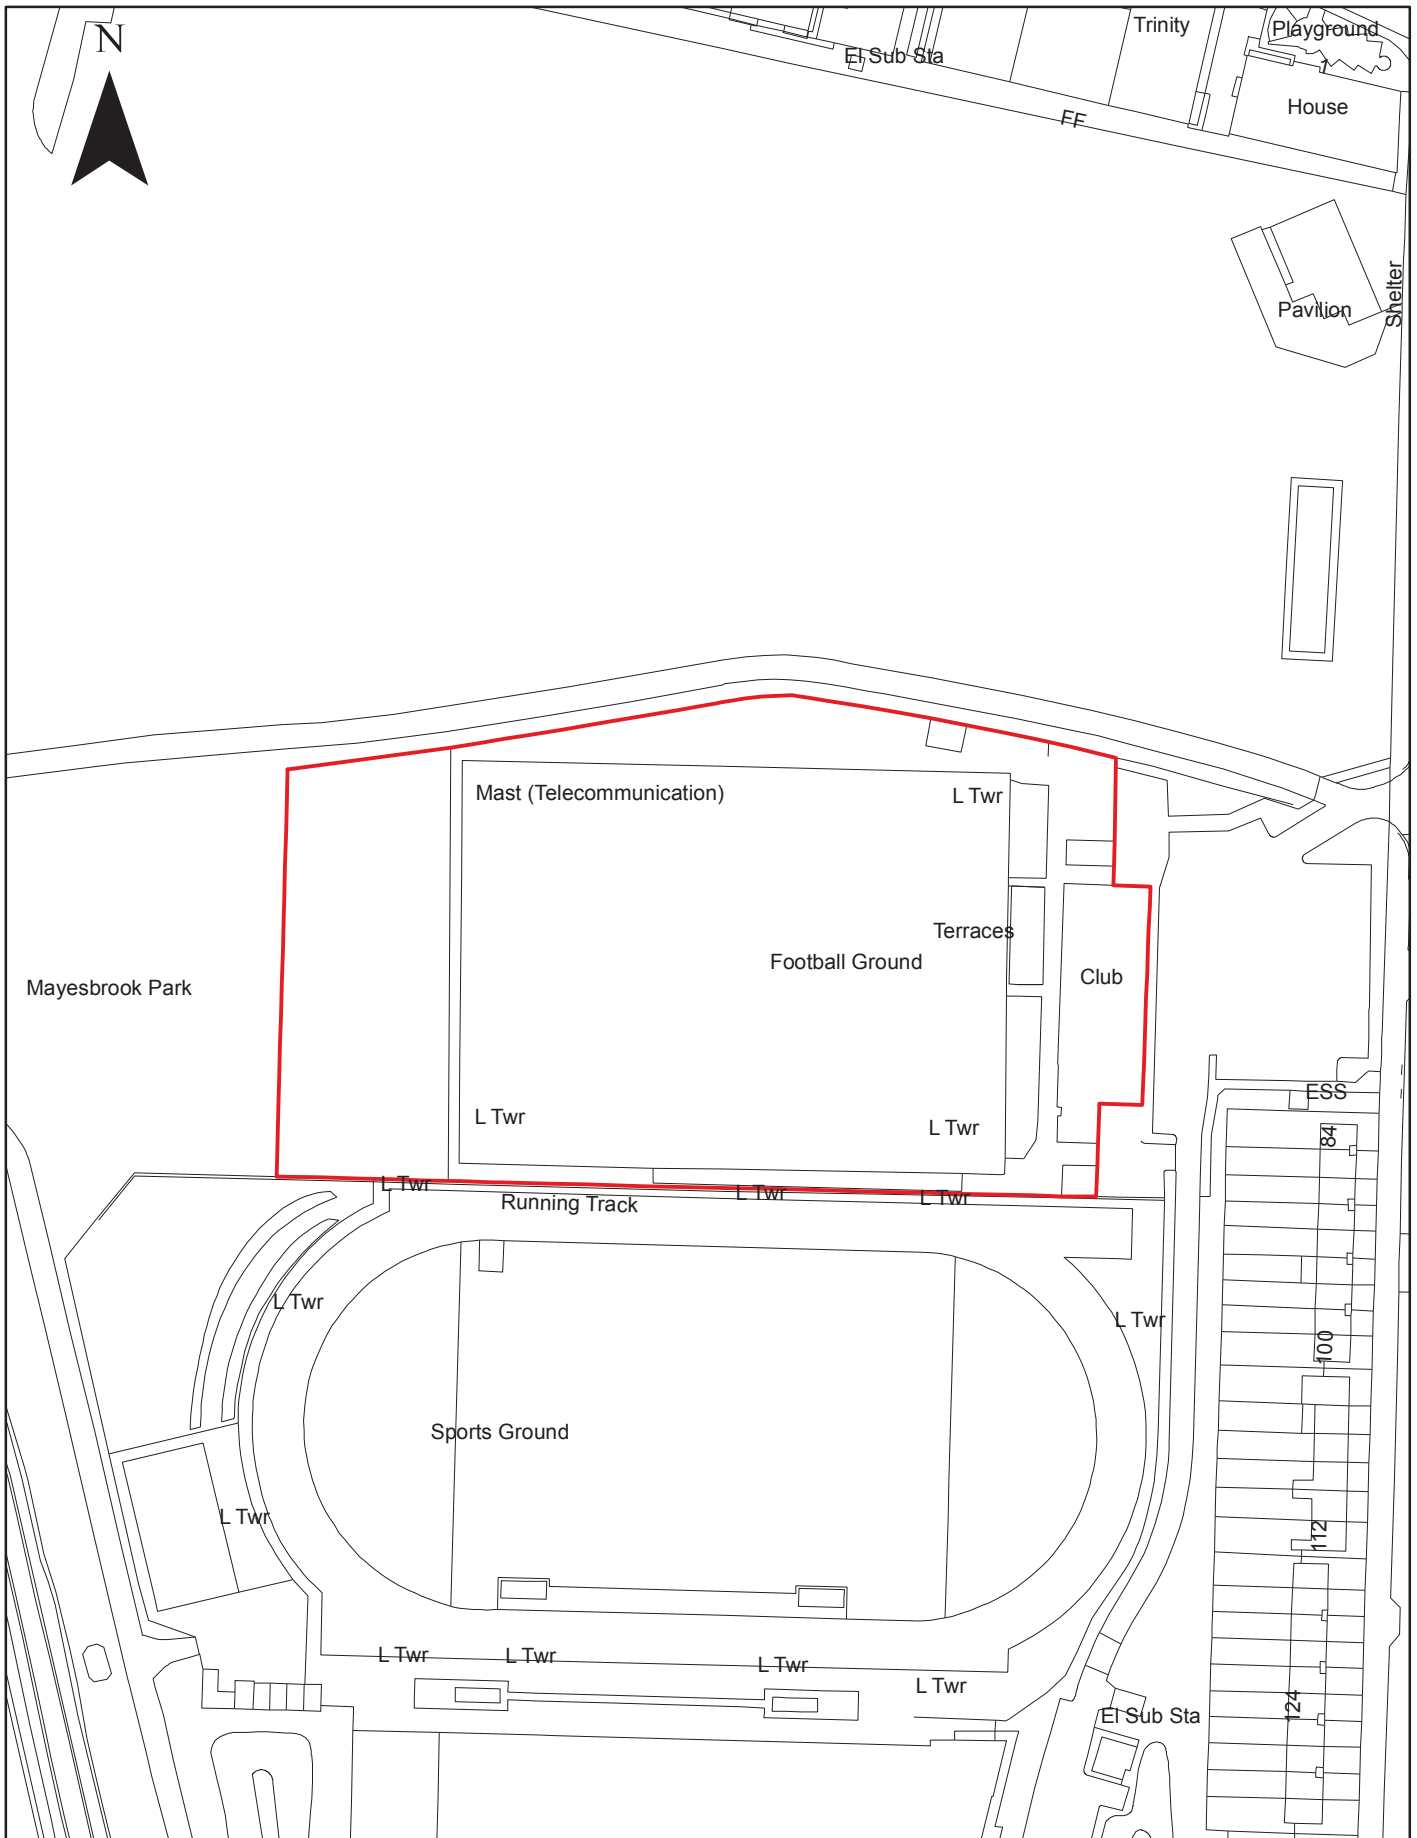 N
Trinity
Playground
El Sub Sta
1
House
FF
Pavilion
Shelter
Mast (Telecommunication)
L Twr
Terraces
Football Ground
Club
Mayesbrook Park
ESS
L Twr
L Twr
84
L Twr
L Twr
L Twr
Running Track
L Twr
L Twr
100
Sports Ground
L Twr
112
L Twr
L Twr
L Twr
L Twr
124
El Sub Sta